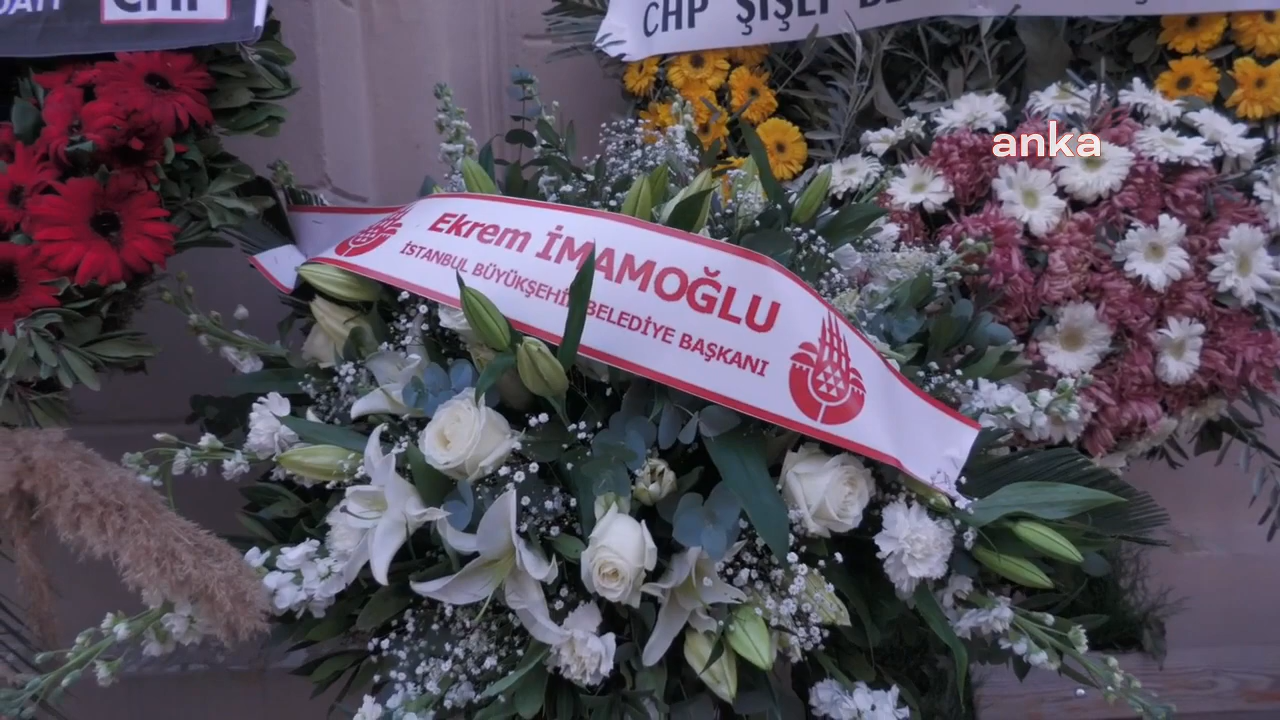 CHP
CHP ŞİŞLİ
anka
Ekrem İMAMOĞLU
İSTANBUL BÜYÜKŞEHİR BELEDİYE BAŞKANI